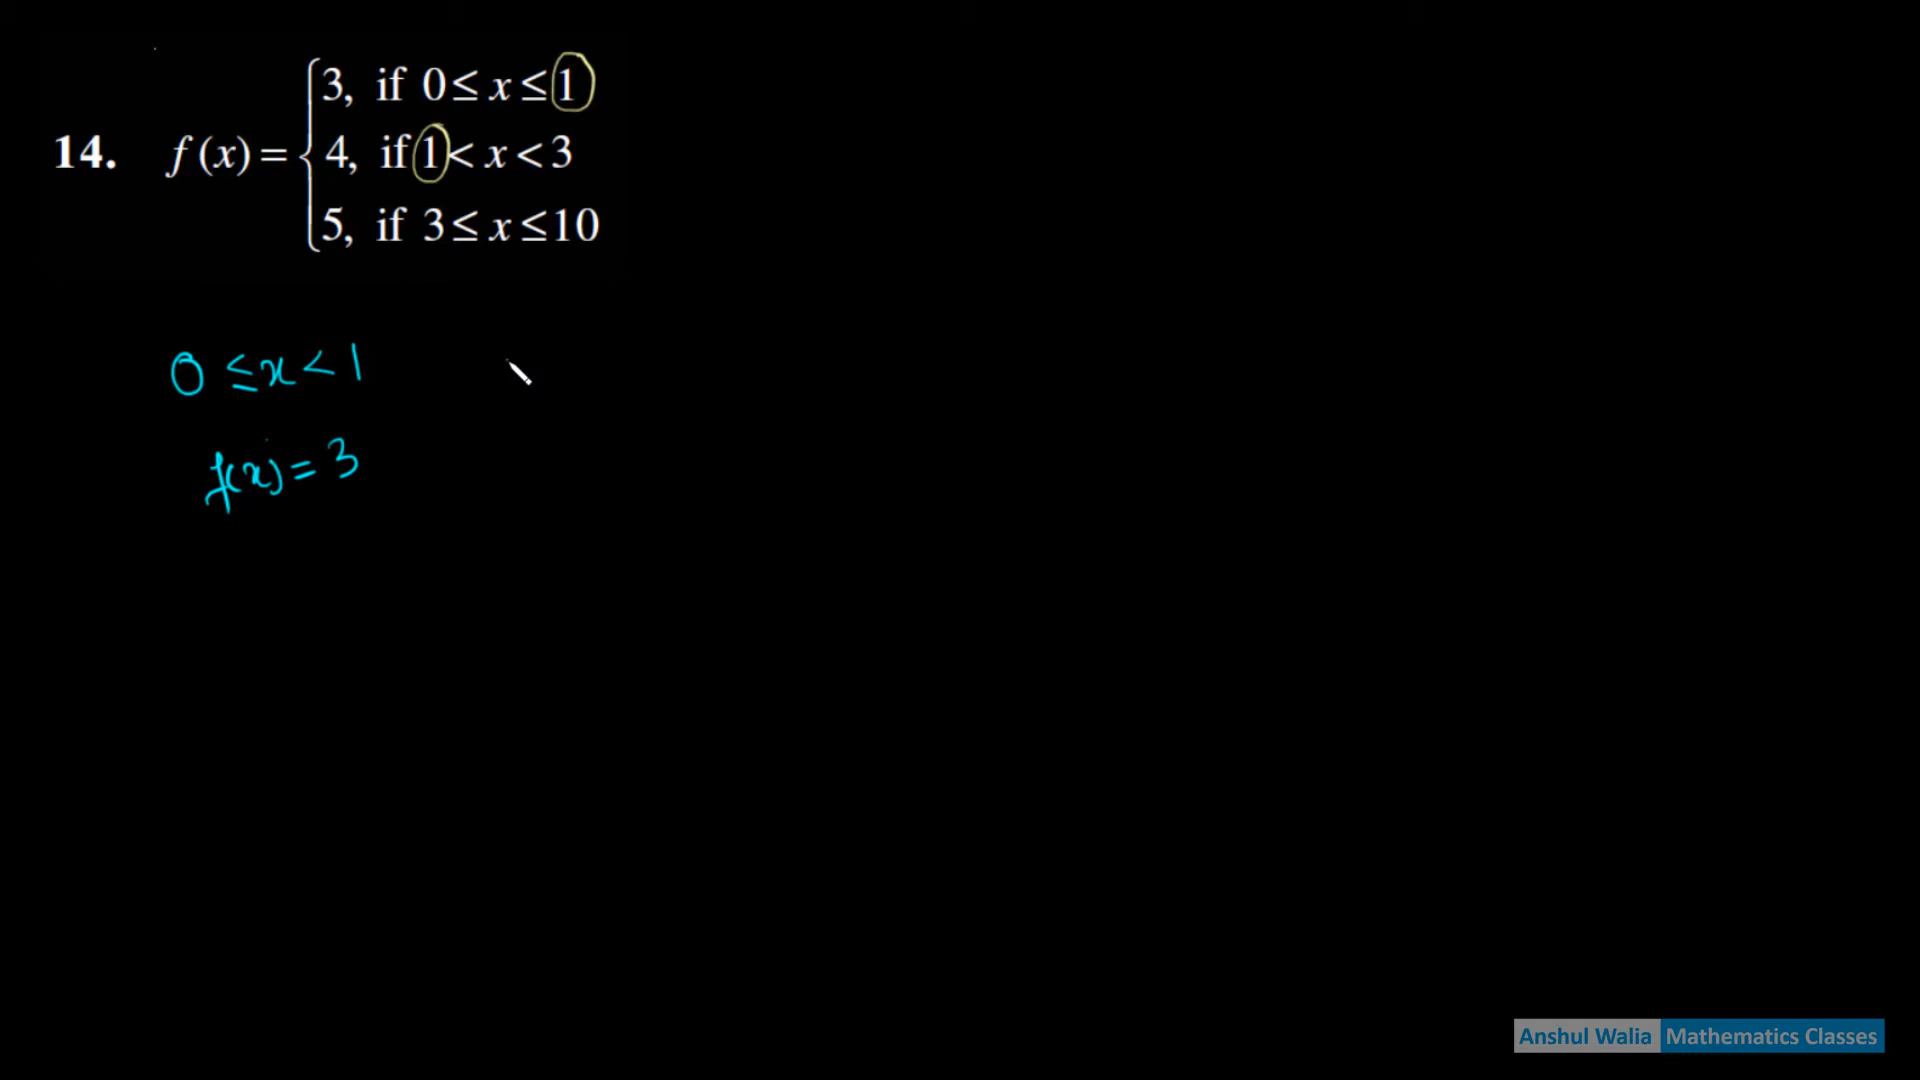 3, if 0 ≤ x ≤ 1
14. f(x) = { 4, if 1 < x < 3
5, if 3 ≤ x ≤ 10
0 ≤ x < 1
f(x) = 3
Anshul Walia Mathematics Classes